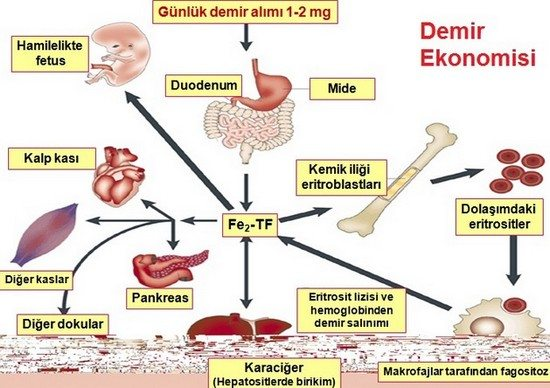 Günlük demir alımı 1-2 mg
Demir
Ekonomisi
Hamilelikte
fetus
Duodenum
Mide
Kalp kası
Kemik iliği
eritroblastları
Fe2-TF
Dolaşımdaki
eritrositler
Diğer kaslar
Pankreas
Diğer dokular
Eritrosit lizisi ve
hemoglobinden
demir salınımı
Karaciğer
(Hepatositlerde birikim)
Makrofajlar tarafından fagositoz